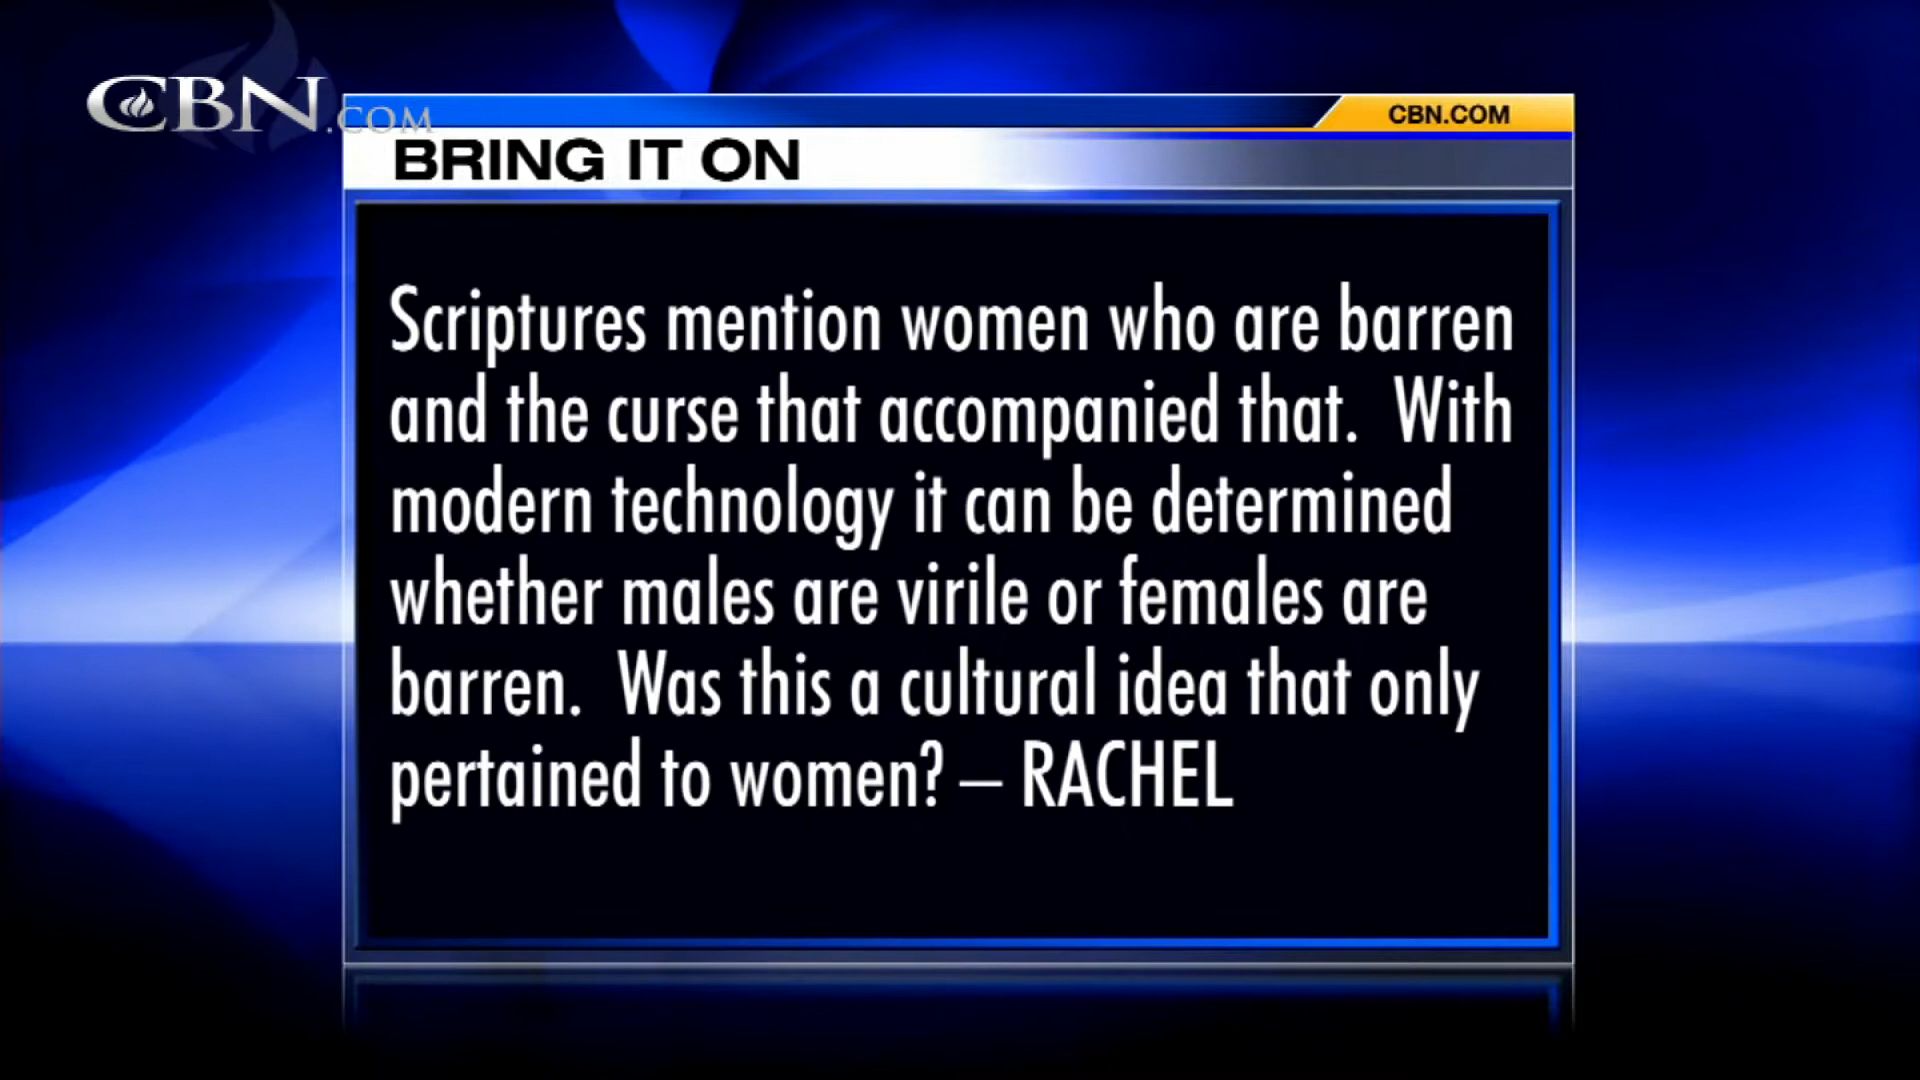 CBN.COM
CBN.COM
BRING IT ON
Scriptures mention women who are barren
and the curse that accompanied that.  With
modern technology it can be determined
whether males are virile or females are
barren.  Was this a cultural idea that only
pertained to women? – RACHEL